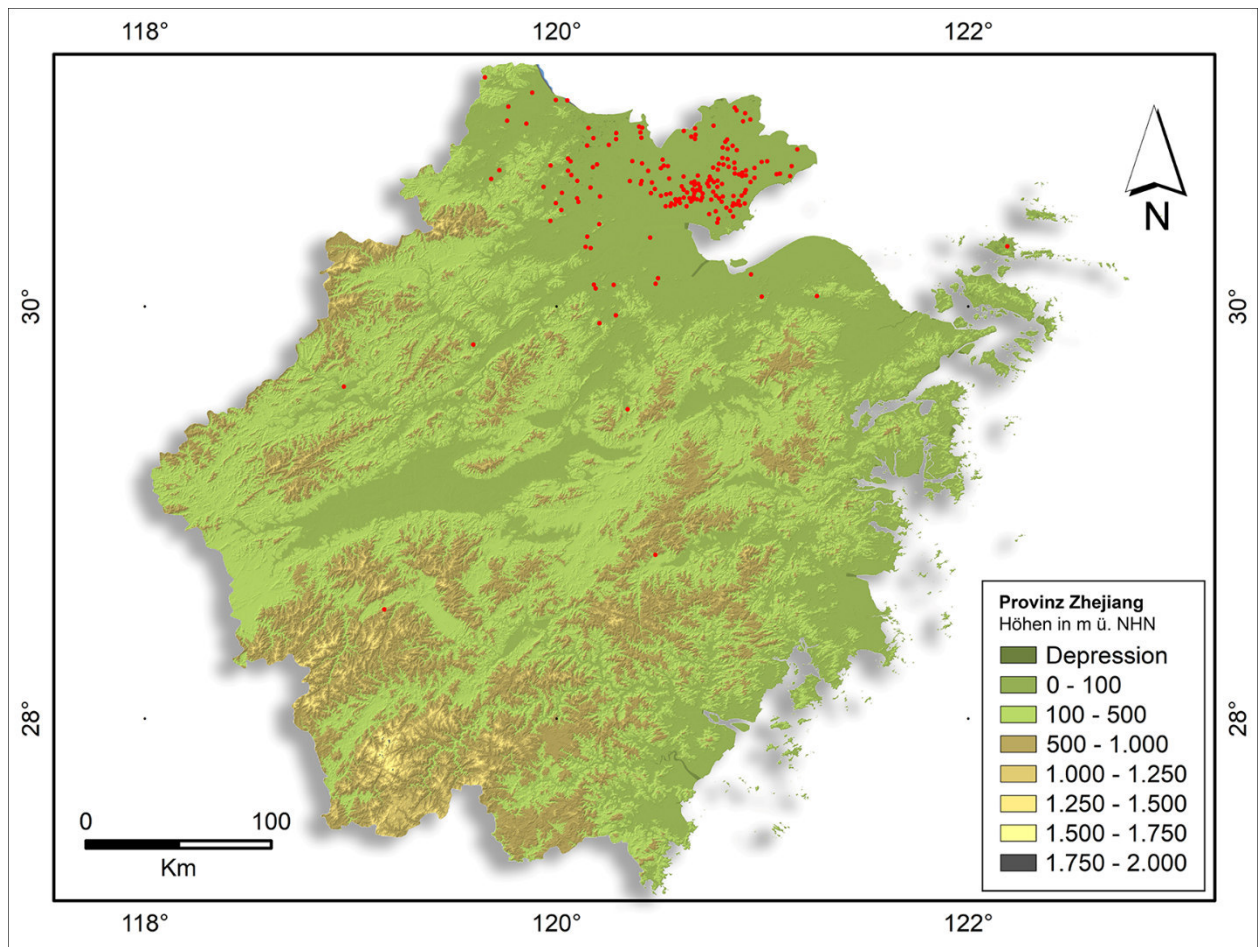 118°
120°
122°
30°
30°
28°
28°
N
Provinz Zhejiang
Höhen in m ü. NHN
Depression
0 - 100
100 - 500
500 - 1.000
1.000 - 1.250
1.250 - 1.500
1.500 - 1.750
1.750 - 2.000
0 100
Km
118°
120°
122°